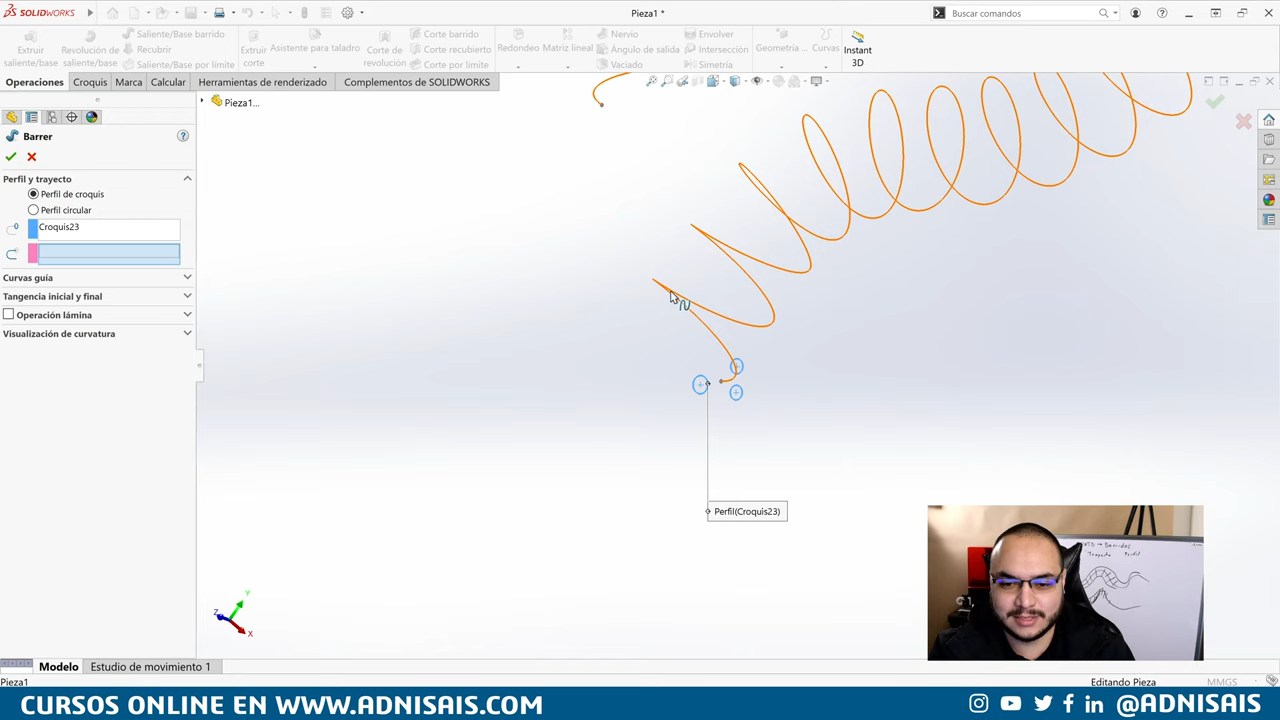 SOLIDWORKS
Pieza1 *
Buscar comandos
Extruir saliente/base
Revolución de saliente/base
Saliente/Base barrido
Recubrir
Saliente/Base por límite
Extruir corte
Asistente para taladro
Corte de revolución
Corte barrido
Corte recubierto
Corte por límite
Redondeo
Matriz lineal
Nervio
Ángulo de salida
Vaciado
Envolver
Intersección
Simetría
Geometría ...
Curvas
Instant 3D
Operaciones
Croquis
Marca
Calcular
Herramientas de renderizado
Complementos de SOLIDWORKS
Pieza1...
Barrer
Perfil y trayecto
Perfil de croquis
Perfil circular
Croquis23
Curvas guía
Tangencia inicial y final
Operación lámina
Visualización de curvatura
Perfil(Croquis23)
Y
Z
X
Barridos
Trayecto Perfil
Modelo
Estudio de movimiento 1
Pieza1
Editando Pieza
MMGS
CURSOS ONLINE EN WWW.ADNISAIS.COM
@ADNISAIS